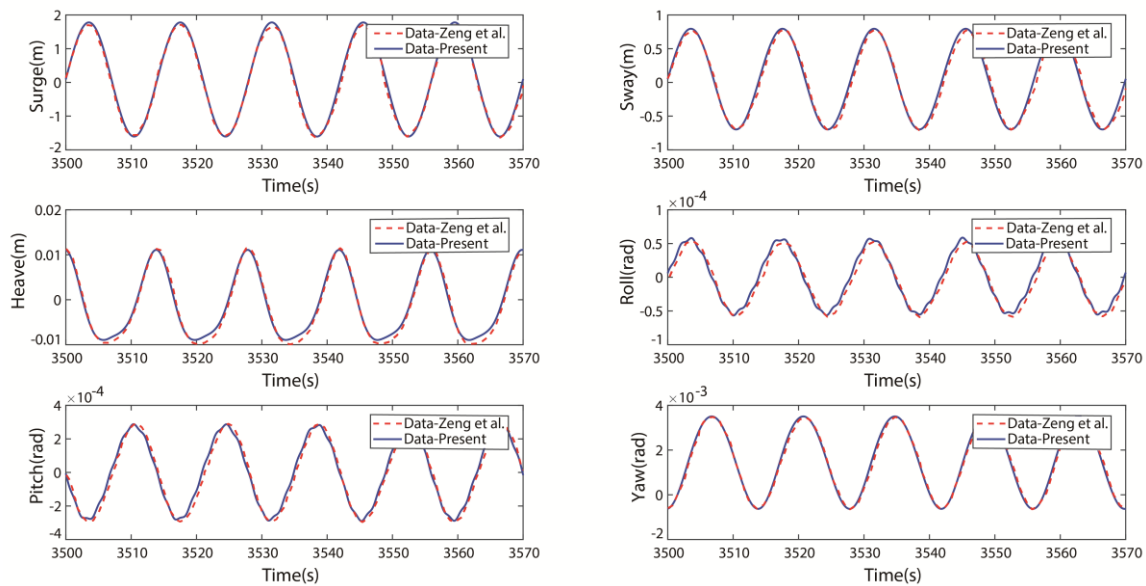 2
1
0
-1
2
Surge(m)
Data-Zeng et al.
Data-Present
3500 3510 3520 3530 3540 3550 3560 3570
Time(s)
1
0.5
0
-0.5
-1
Sway(m)
Data-Zeng et al.
Data-Present
3500 3510 3520 3530 3540 3550 3560 3570
Time(s)
0.02
0.01
0
-0.01
Heave(m)
Data-Zeng et al.
Data-Present
3500 3510 3520 3530 3540 3550 3560 3570
Time(s)
×10-4
1
0.5
0
-0.5
-1
Roll(rad)
Data-Zeng et al.
Data-Present
3500 3510 3520 3530 3540 3550 3560 3570
Time(s)
×10-4
4
2
0
-2
-4
Pitch(rad)
Data-Zeng et al.
Data-Present
3500 3510 3520 3530 3540 3550 3560 3570
Time(s)
×10-3
4
2
0
-2
Yaw(rad)
Data-Zeng et al.
Data-Present
3500 3510 3520 3530 3540 3550 3560 3570
Time(s)